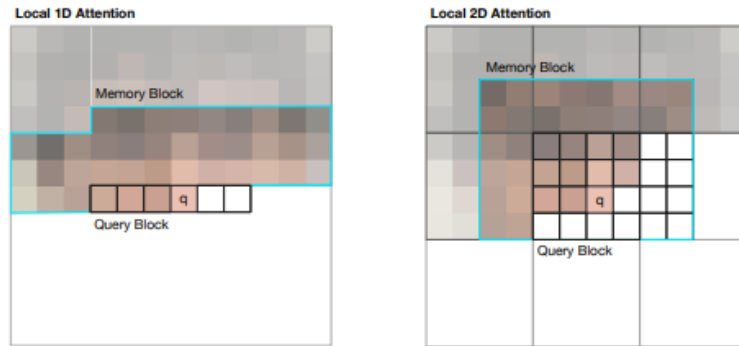 Local 1D Attention
Memory Block
q
Query Block
Local 2D Attention
Memory Block
q
Query Block